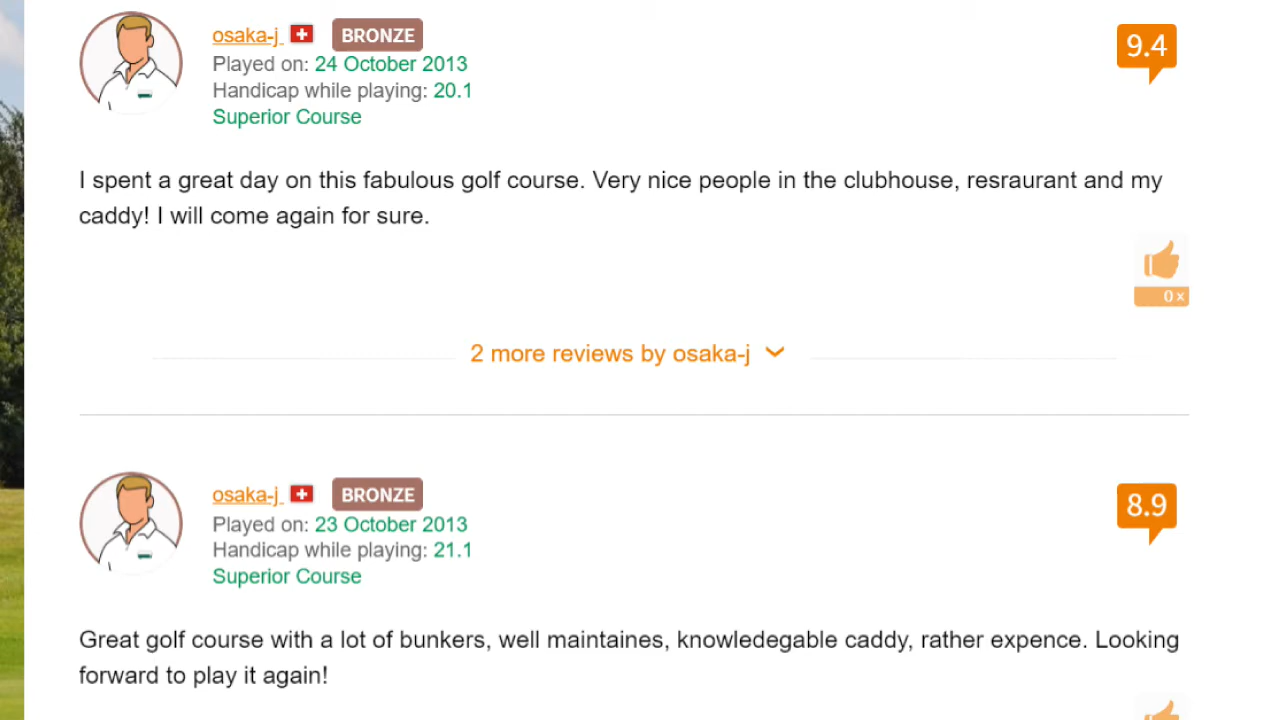 osaka-j BRONZE
9.4
Played on: 24 October 2013
Handicap while playing: 20.1
Superior Course
I spent a great day on this fabulous golf course. Very nice people in the clubhouse, resraurant and my
caddy! I will come again for sure.
0 x
2 more reviews by osaka-j
osaka-j BRONZE
8.9
Played on: 23 October 2013
Handicap while playing: 21.1
Superior Course
Great golf course with a lot of bunkers, well maintaines, knowledegable caddy, rather expence. Looking
forward to play it again!